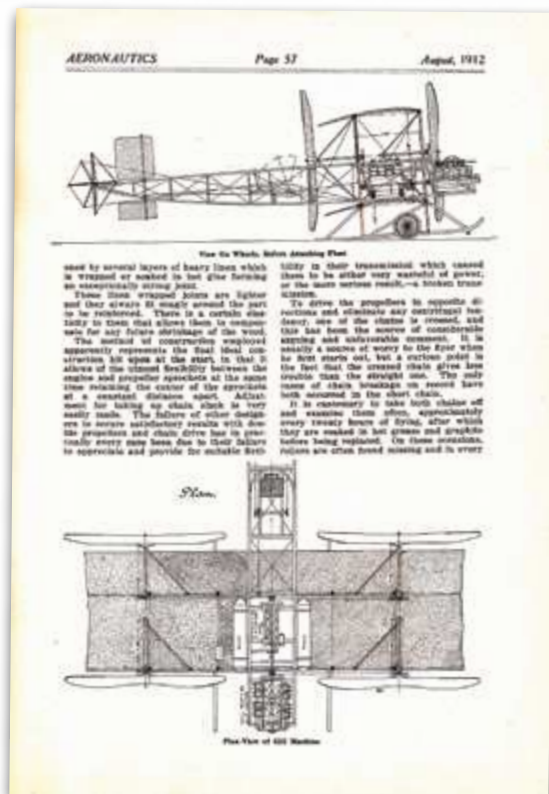 AERONAUTICS Page 57 August, 1912
View On Wheels, Before Attaching Float
ened by several layers of heavy linen which
is wrapped or soaked in hot glue forming
an exceptionally strong joint.
These linen wrapped joints are lighter
and they always fit snugly around the part
to be reinforced. There is a certain elas-
ticity to them that allows them to compen-
sate for any future shrinkage of the wood.
The method of construction employed
apparently represents the final ideal con-
struction hit upon at the start, in that it
allows of the utmost flexibility between the
engine and propeller sprockets at the same
time retaining the center of the sprockets
at a constant distance apart. Adjust-
ment for taking up chain slack is very
easily made. The failure of other design-
ers to secure satisfactory results with dou-
ble propellers and chain drive has in prac-
tically every case been due to their failure
to appreciate and provide for suitable flexi-
bility in their transmission which caused
them to be either very wasteful of power,
or the more serious result,—a broken trans-
mission.
To drive the propellers in opposite di-
rections and eliminate any centrifugal ten-
dency, one of the chains is crossed, and
this has been the source of considerable
arguing and unfavorable comment. It is
usually a source of worry to the flyer when
he first starts out, but a curious point is
the fact that the crossed chain gives less
trouble than the straight one. The only
cases of chain breakage on record have
both occurred in the short chain.
It is customary to take both chains off
and examine them often, approximately
every twenty hours of flying, after which
they are soaked in hot grease and graphite
before being replaced. On these occasions,
rollers are often found missing and in every
Plan.
Plan-View of Machine